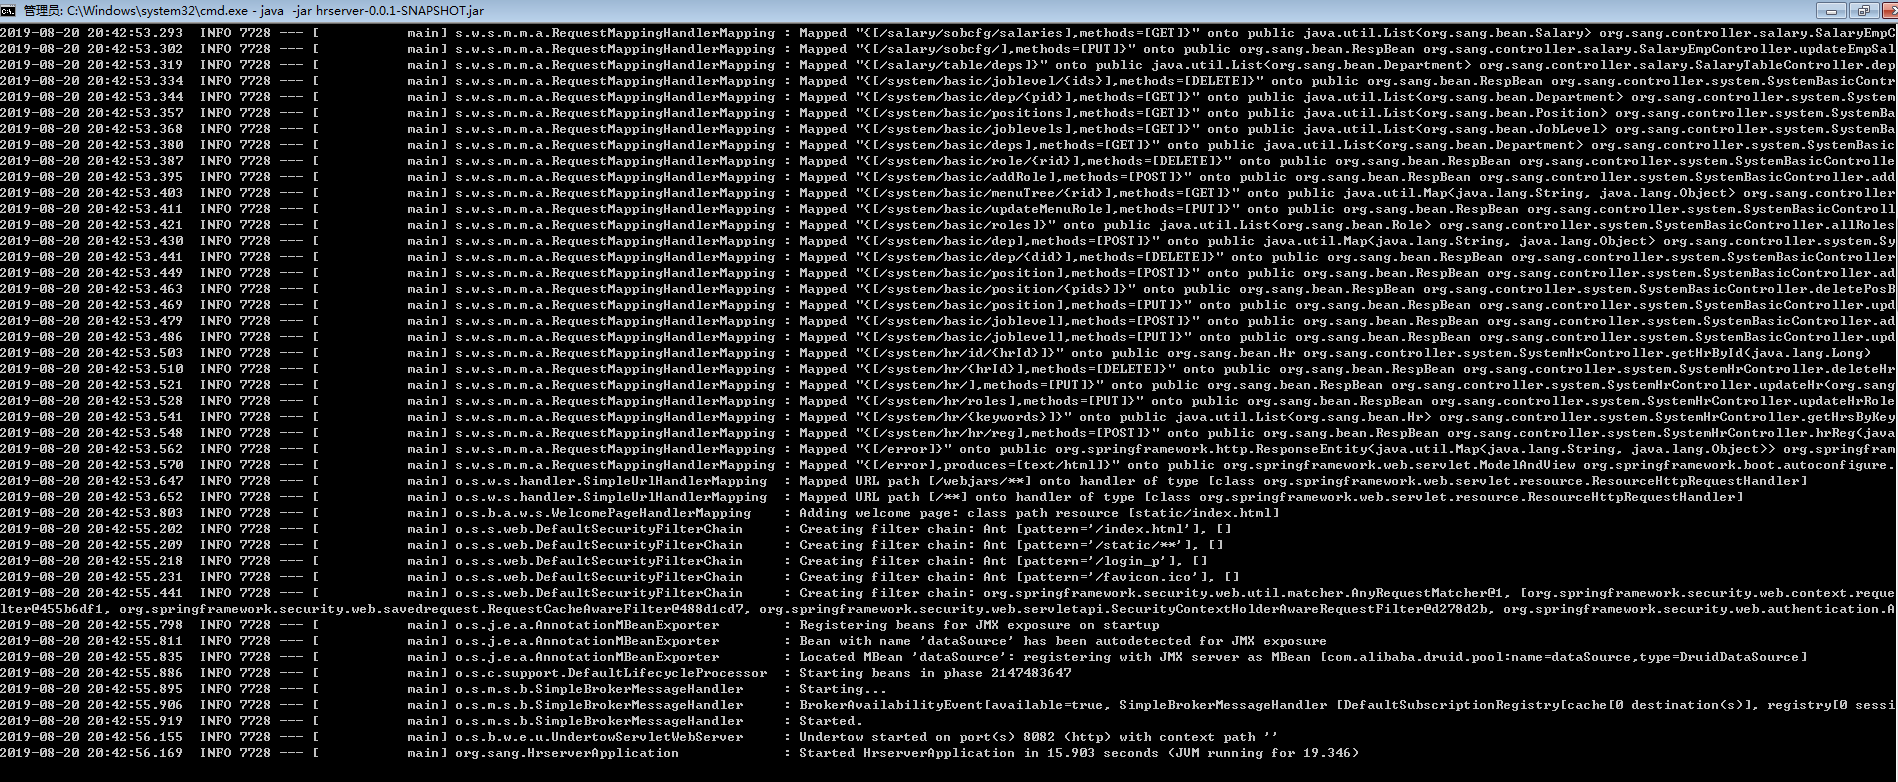 管理员: C:\Windows\system32\cmd.exe - java  -jar hrserver-0.0.1-SNAPSHOT.jar
2019-08-20 20:42:53.293  INFO 7728 --- [           main] s.w.s.m.m.a.RequestMappingHandlerMapping : Mapped "{[/salary/sobcfg/salaries],methods=[GET]}" onto public java.util.List<org.sang.bean.Salary> org.sang.controller.salary.SalaryEmpC
2019-08-20 20:42:53.302  INFO 7728 --- [           main] s.w.s.m.m.a.RequestMappingHandlerMapping : Mapped "{[/salary/sobcfg/],methods=[PUT]}" onto public org.sang.bean.RespBean org.sang.controller.salary.SalaryEmpController.updateEmpSal
2019-08-20 20:42:53.319  INFO 7728 --- [           main] s.w.s.m.m.a.RequestMappingHandlerMapping : Mapped "{[/salary/table/deps]}" onto public java.util.List<org.sang.bean.Department> org.sang.controller.salary.SalaryTableController.dep
2019-08-20 20:42:53.334  INFO 7728 --- [           main] s.w.s.m.m.a.RequestMappingHandlerMapping : Mapped "{[/system/basic/joblevel/{ids}],methods=[DELETE]}" onto public org.sang.bean.RespBean org.sang.controller.system.SystemBasicContr
2019-08-20 20:42:53.344  INFO 7728 --- [           main] s.w.s.m.m.a.RequestMappingHandlerMapping : Mapped "{[/system/basic/dep/{pid}],methods=[GET]}" onto public java.util.List<org.sang.bean.Department> org.sang.controller.system.System
2019-08-20 20:42:53.357  INFO 7728 --- [           main] s.w.s.m.m.a.RequestMappingHandlerMapping : Mapped "{[/system/basic/positions],methods=[GET]}" onto public java.util.List<org.sang.bean.Position> org.sang.controller.system.SystemBa
2019-08-20 20:42:53.368  INFO 7728 --- [           main] s.w.s.m.m.a.RequestMappingHandlerMapping : Mapped "{[/system/basic/joblevels],methods=[GET]}" onto public java.util.List<org.sang.bean.JobLevel> org.sang.controller.system.SystemBa
2019-08-20 20:42:53.380  INFO 7728 --- [           main] s.w.s.m.m.a.RequestMappingHandlerMapping : Mapped "{[/system/basic/deps],methods=[GET]}" onto public java.util.List<org.sang.bean.Department> org.sang.controller.system.SystemBasic
2019-08-20 20:42:53.387  INFO 7728 --- [           main] s.w.s.m.m.a.RequestMappingHandlerMapping : Mapped "{[/system/basic/role/{rid}],methods=[DELETE]}" onto public org.sang.bean.RespBean org.sang.controller.system.SystemBasicControlle
2019-08-20 20:42:53.395  INFO 7728 --- [           main] s.w.s.m.m.a.RequestMappingHandlerMapping : Mapped "{[/system/basic/addRole],methods=[POST]}" onto public org.sang.bean.RespBean org.sang.controller.system.SystemBasicController.add
2019-08-20 20:42:53.403  INFO 7728 --- [           main] s.w.s.m.m.a.RequestMappingHandlerMapping : Mapped "{[/system/basic/menuTree/{rid}],methods=[GET]}" onto public java.util.Map<java.lang.String, java.lang.Object> org.sang.controller
2019-08-20 20:42:53.411  INFO 7728 --- [           main] s.w.s.m.m.a.RequestMappingHandlerMapping : Mapped "{[/system/basic/updateMenuRole],methods=[PUT]}" onto public org.sang.bean.RespBean org.sang.controller.system.SystemBasicControll
2019-08-20 20:42:53.421  INFO 7728 --- [           main] s.w.s.m.m.a.RequestMappingHandlerMapping : Mapped "{[/system/basic/roles]}" onto public java.util.List<org.sang.bean.Role> org.sang.controller.system.SystemBasicController.allRoles
2019-08-20 20:42:53.430  INFO 7728 --- [           main] s.w.s.m.m.a.RequestMappingHandlerMapping : Mapped "{[/system/basic/dep],methods=[POST]}" onto public java.util.Map<java.lang.String, java.lang.Object> org.sang.controller.system.Sy
2019-08-20 20:42:53.441  INFO 7728 --- [           main] s.w.s.m.m.a.RequestMappingHandlerMapping : Mapped "{[/system/basic/dep/{did}],methods=[DELETE]}" onto public org.sang.bean.RespBean org.sang.controller.system.SystemBasicController
2019-08-20 20:42:53.449  INFO 7728 --- [           main] s.w.s.m.m.a.RequestMappingHandlerMapping : Mapped "{[/system/basic/position],methods=[POST]}" onto public org.sang.bean.RespBean org.sang.controller.system.SystemBasicController.ad
2019-08-20 20:42:53.463  INFO 7728 --- [           main] s.w.s.m.m.a.RequestMappingHandlerMapping : Mapped "{[/system/basic/position/{pids}]}" onto public org.sang.bean.RespBean org.sang.controller.system.SystemBasicController.deletePosB
2019-08-20 20:42:53.469  INFO 7728 --- [           main] s.w.s.m.m.a.RequestMappingHandlerMapping : Mapped "{[/system/basic/position],methods=[PUT]}" onto public org.sang.bean.RespBean org.sang.controller.system.SystemBasicController.upd
2019-08-20 20:42:53.479  INFO 7728 --- [           main] s.w.s.m.m.a.RequestMappingHandlerMapping : Mapped "{[/system/basic/joblevel],methods=[POST]}" onto public org.sang.bean.RespBean org.sang.controller.system.SystemBasicController.ad
2019-08-20 20:42:53.486  INFO 7728 --- [           main] s.w.s.m.m.a.RequestMappingHandlerMapping : Mapped "{[/system/basic/joblevel],methods=[PUT]}" onto public org.sang.bean.RespBean org.sang.controller.system.SystemBasicController.upd
2019-08-20 20:42:53.503  INFO 7728 --- [           main] s.w.s.m.m.a.RequestMappingHandlerMapping : Mapped "{[/system/hr/id/{hrId}]}" onto public org.sang.bean.Hr org.sang.controller.system.SystemHrController.getHrById(java.lang.Long)
2019-08-20 20:42:53.510  INFO 7728 --- [           main] s.w.s.m.m.a.RequestMappingHandlerMapping : Mapped "{[/system/hr/{hrId}],methods=[DELETE]}" onto public org.sang.bean.RespBean org.sang.controller.system.SystemHrController.deleteHr
2019-08-20 20:42:53.521  INFO 7728 --- [           main] s.w.s.m.m.a.RequestMappingHandlerMapping : Mapped "{[/system/hr/],methods=[PUT]}" onto public org.sang.bean.RespBean org.sang.controller.system.SystemHrController.updateHr(org.sang
2019-08-20 20:42:53.528  INFO 7728 --- [           main] s.w.s.m.m.a.RequestMappingHandlerMapping : Mapped "{[/system/hr/roles],methods=[PUT]}" onto public org.sang.bean.RespBean org.sang.controller.system.SystemHrController.updateHrRole
2019-08-20 20:42:53.541  INFO 7728 --- [           main] s.w.s.m.m.a.RequestMappingHandlerMapping : Mapped "{[/system/hr/{keywords}]}" onto public java.util.List<org.sang.bean.Hr> org.sang.controller.system.SystemHrController.getHrsByKey
2019-08-20 20:42:53.548  INFO 7728 --- [           main] s.w.s.m.m.a.RequestMappingHandlerMapping : Mapped "{[/system/hr/hr/reg],methods=[POST]}" onto public org.sang.bean.RespBean org.sang.controller.system.SystemHrController.hrReg(java
2019-08-20 20:42:53.562  INFO 7728 --- [           main] s.w.s.m.m.a.RequestMappingHandlerMapping : Mapped "{[/error]}" onto public org.springframework.http.ResponseEntity<java.util.Map<java.lang.String, java.lang.Object>> org.springfram
2019-08-20 20:42:53.570  INFO 7728 --- [           main] s.w.s.m.m.a.RequestMappingHandlerMapping : Mapped "{[/error],produces=[text/html]}" onto public org.springframework.web.servlet.ModelAndView org.springframework.boot.autoconfigure.
2019-08-20 20:42:53.647  INFO 7728 --- [           main] o.s.w.s.handler.SimpleUrlHandlerMapping  : Mapped URL path [/webjars/**] onto handler of type [class org.springframework.web.servlet.resource.ResourceHttpRequestHandler]
2019-08-20 20:42:53.652  INFO 7728 --- [           main] o.s.w.s.handler.SimpleUrlHandlerMapping  : Mapped URL path [/**] onto handler of type [class org.springframework.web.servlet.resource.ResourceHttpRequestHandler]
2019-08-20 20:42:53.803  INFO 7728 --- [           main] o.s.b.a.w.s.WelcomePageHandlerMapping    : Adding welcome page: class path resource [static/index.html]
2019-08-20 20:42:55.202  INFO 7728 --- [           main] o.s.s.web.DefaultSecurityFilterChain     : Creating filter chain: Ant [pattern='/index.html'], []
2019-08-20 20:42:55.209  INFO 7728 --- [           main] o.s.s.web.DefaultSecurityFilterChain     : Creating filter chain: Ant [pattern='/static/**'], []
2019-08-20 20:42:55.218  INFO 7728 --- [           main] o.s.s.web.DefaultSecurityFilterChain     : Creating filter chain: Ant [pattern='/login_p'], []
2019-08-20 20:42:55.231  INFO 7728 --- [           main] o.s.s.web.DefaultSecurityFilterChain     : Creating filter chain: Ant [pattern='/favicon.ico'], []
2019-08-20 20:42:55.441  INFO 7728 --- [           main] o.s.s.web.DefaultSecurityFilterChain     : Creating filter chain: org.springframework.security.web.util.matcher.AnyRequestMatcher@1, [org.springframework.security.web.context.reque
lter@455b6df1, org.springframework.security.web.savedrequest.RequestCacheAwareFilter@488d1cd7, org.springframework.security.web.servletapi.SecurityContextHolderAwareRequestFilter@d278d2b, org.springframework.security.web.authentication.A
2019-08-20 20:42:55.798  INFO 7728 --- [           main] o.s.j.e.a.AnnotationMBeanExporter        : Registering beans for JMX exposure on startup
2019-08-20 20:42:55.811  INFO 7728 --- [           main] o.s.j.e.a.AnnotationMBeanExporter        : Bean with name 'dataSource' has been autodetected for JMX exposure
2019-08-20 20:42:55.835  INFO 7728 --- [           main] o.s.j.e.a.AnnotationMBeanExporter        : Located MBean 'dataSource': registering with JMX server as MBean [com.alibaba.druid.pool:name=dataSource,type=DruidDataSource]
2019-08-20 20:42:55.886  INFO 7728 --- [           main] o.s.c.support.DefaultLifecycleProcessor  : Starting beans in phase 2147483647
2019-08-20 20:42:55.895  INFO 7728 --- [           main] o.s.m.s.b.SimpleBrokerMessageHandler     : Starting...
2019-08-20 20:42:55.906  INFO 7728 --- [           main] o.s.m.s.b.SimpleBrokerMessageHandler     : BrokerAvailabilityEvent[available=true, SimpleBrokerMessageHandler [DefaultSubscriptionRegistry[cache[0 destination(s)], registry[0 sessi
2019-08-20 20:42:55.919  INFO 7728 --- [           main] o.s.m.s.b.SimpleBrokerMessageHandler     : Started.
2019-08-20 20:42:56.155  INFO 7728 --- [           main] o.s.b.w.e.u.UndertowServletWebServer     : Undertow started on port(s) 8082 (http) with context path ''
2019-08-20 20:42:56.169  INFO 7728 --- [           main] org.sang.HrserverApplication             : Started HrserverApplication in 15.903 seconds (JVM running for 19.346)